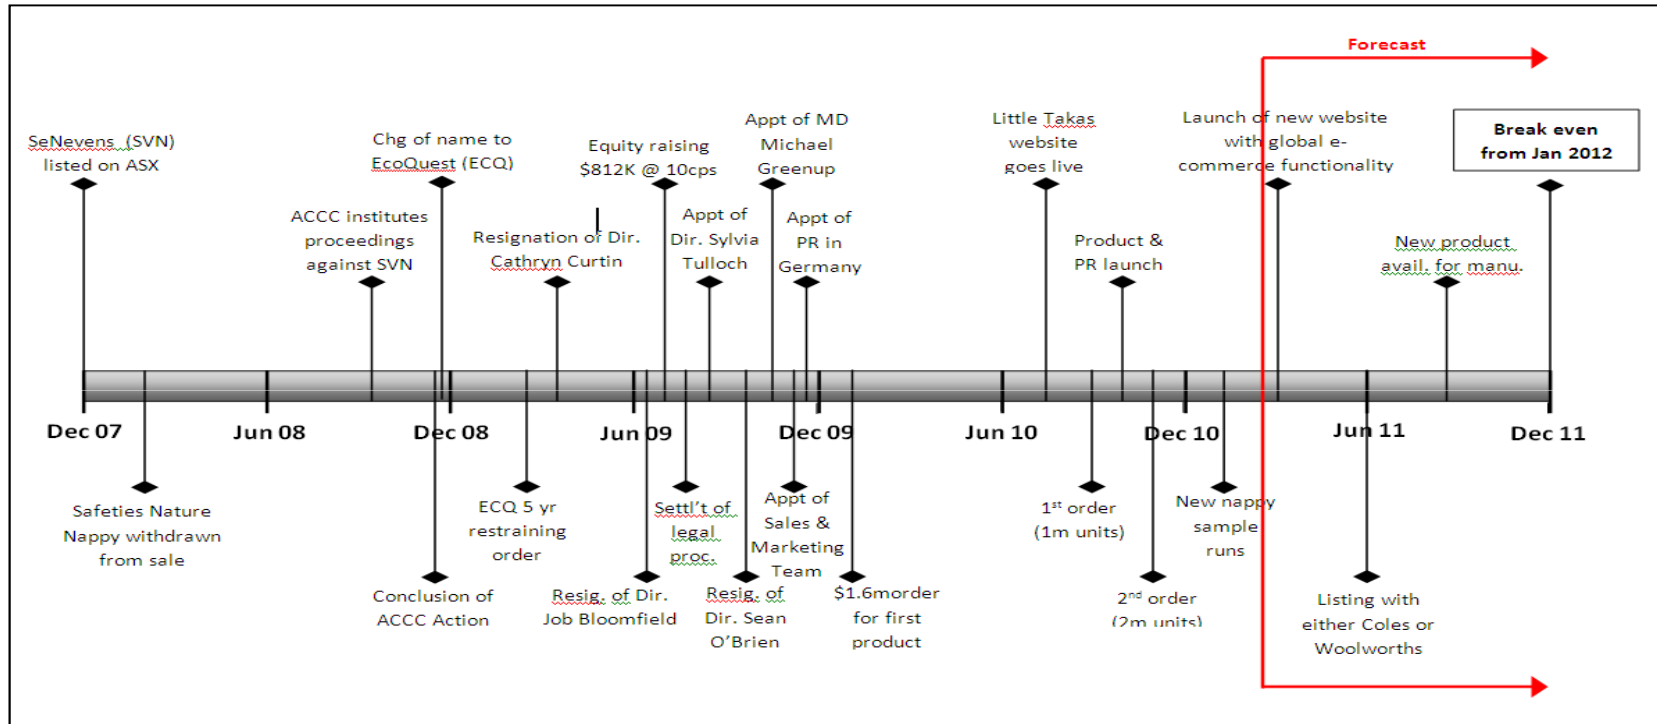 Forecast
SeNevens (SVN)
listed on ASX
Chg of name to
EcoQuest (ECQ)
Equity raising
$812K @ 10cps
Appt of MD
Michael
Greenup
Little Takas
website
goes live
Launch of new website
with global e-
commerce functionality
Break even
from Jan 2012
ACCC institutes
proceedings
against SVN
Resignation of Dir.
Cathryn Curtin
Appt of
Dir. Sylvia
Tulloch
Appt of
PR in
Germany
Product &
PR launch
New product
avail. for manu.
Dec 07
Jun 08
Dec 08
Jun 09
Dec 09
Jun 10
Dec 10
Jun 11
Dec 11
Safeties Nature
Nappy withdrawn
from sale
ECQ 5 yr
restraining
order
Settl't of
legal
proc.
Appt of
Sales &
Marketing
Team
1st order
(1m units)
New nappy
sample
runs
Conclusion of
ACCC Action
Resig. of Dir.
Job Bloomfield
Resig. of
Dir. Sean
O'Brien
$1.6morder
for first
product
2nd order
(2m units)
Listing with
either Coles or
Woolworths